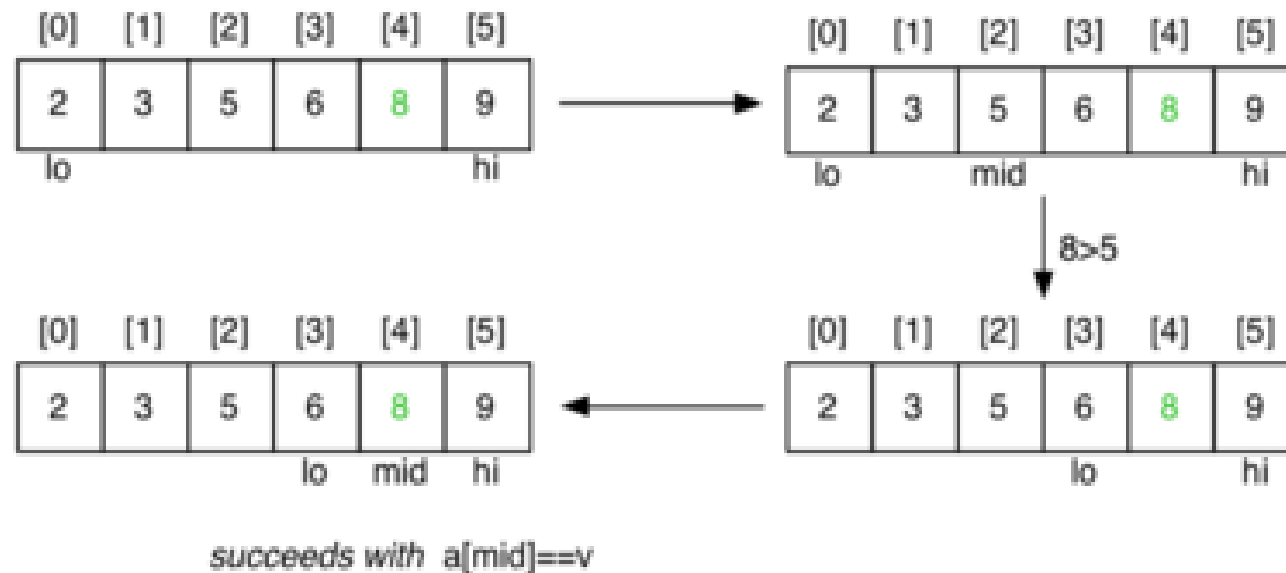 [0] [1] [2] [3] [4] [5]
2 3 5 6 8 9
lo hi
[0] [1] [2] [3] [4] [5]
2 3 5 6 8 9
lo mid hi
8>5
[0] [1] [2] [3] [4] [5]
2 3 5 6 8 9
lo hi
[0] [1] [2] [3] [4] [5]
2 3 5 6 8 9
lo mid hi
succeeds with a[mid]==v